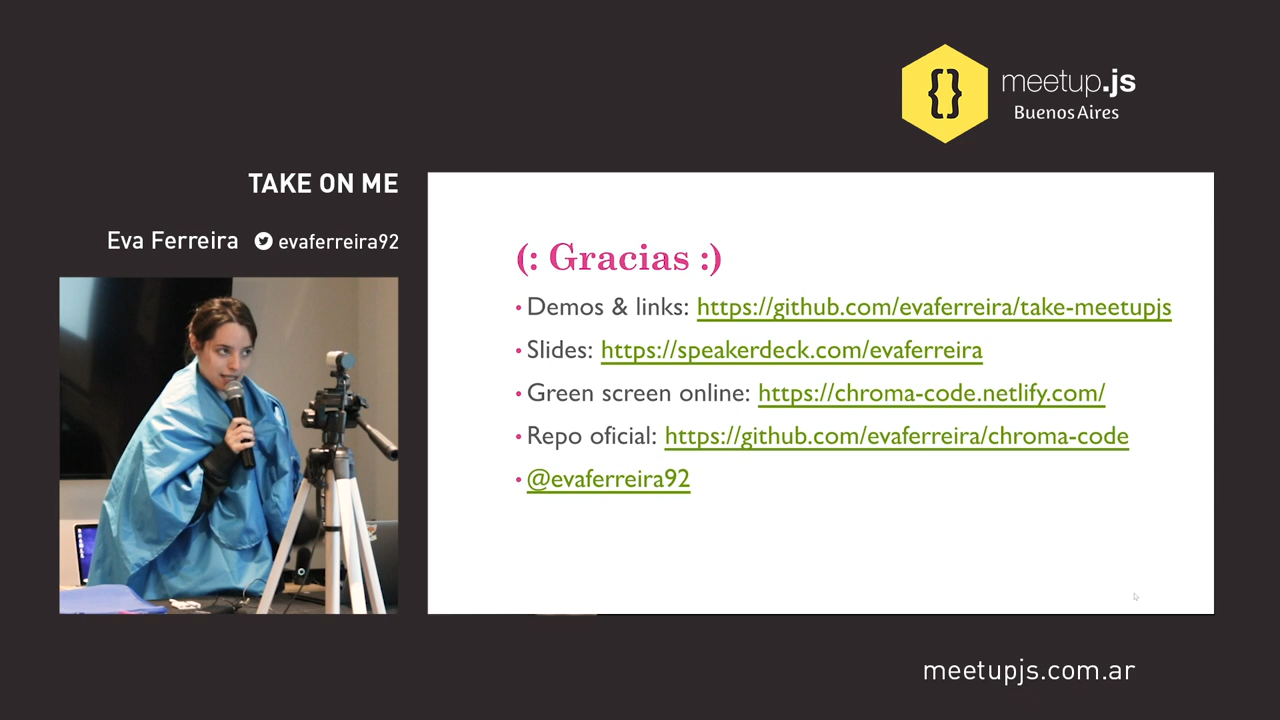 {}
meetup.js
Buenos Aires
TAKE ON ME
Eva Ferreira evaferreira92
(: Gracias :)
• Demos & links: https://github.com/evaferreira/take-meetupjs
• Slides: https://speakerdeck.com/evaferreira
• Green screen online: https://chroma-code.netlify.com/
• Repo oficial: https://github.com/evaferreira/chroma-code
• @evaferreira92
meetupjs.com.ar